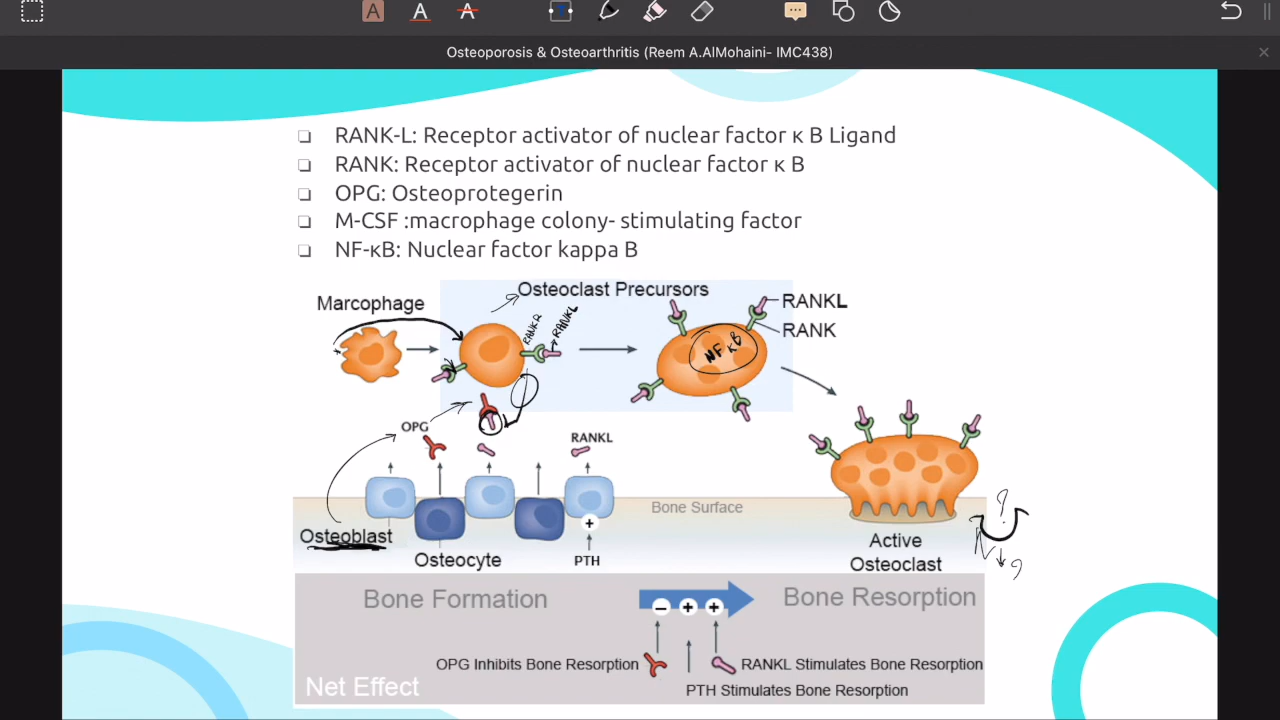 A A A
Osteoporosis & Osteoarthritis (Reem A.AlMohaini- IMC438)
❏ RANK-L: Receptor activator of nuclear factor κ B Ligand
❏ RANK: Receptor activator of nuclear factor κ B
❏ OPG: Osteoprotegerin
❏ M-CSF :macrophage colony- stimulating factor
❏ NF-κB: Nuclear factor kappa B
Marcophage
Osteoclast Precursors
RANKR
RANKL
NF κB
RANKL
RANK
OPG
RANKL
Bone Surface
Osteoblast
Osteocyte
+
PTH
Active
Osteoclast
?
Bone Formation
− + +
Bone Resorption
OPG Inhibits Bone Resorption
RANKL Stimulates Bone Resorption
PTH Stimulates Bone Resorption
Net Effect